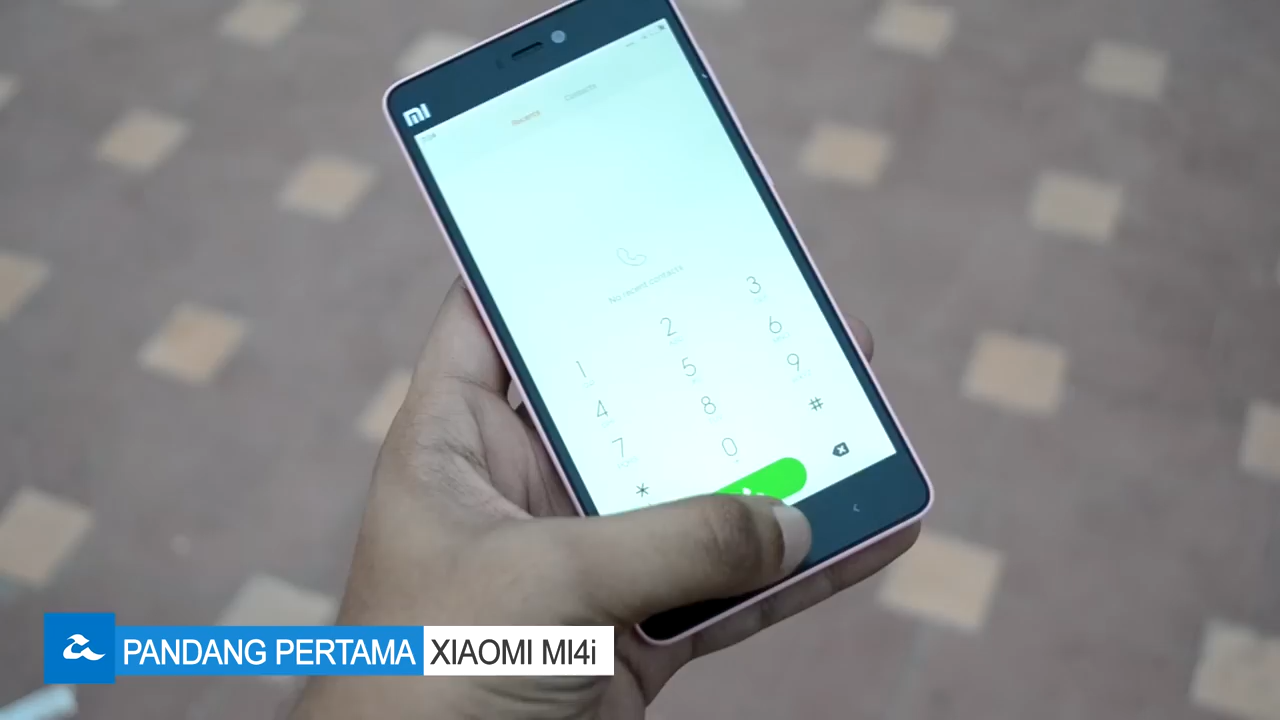 mi
Recents Contacts
No recent contacts
1 2 3
4 5 6
7 8 9
* 0 #
PANDANG PERTAMA XIAOMI MI4i